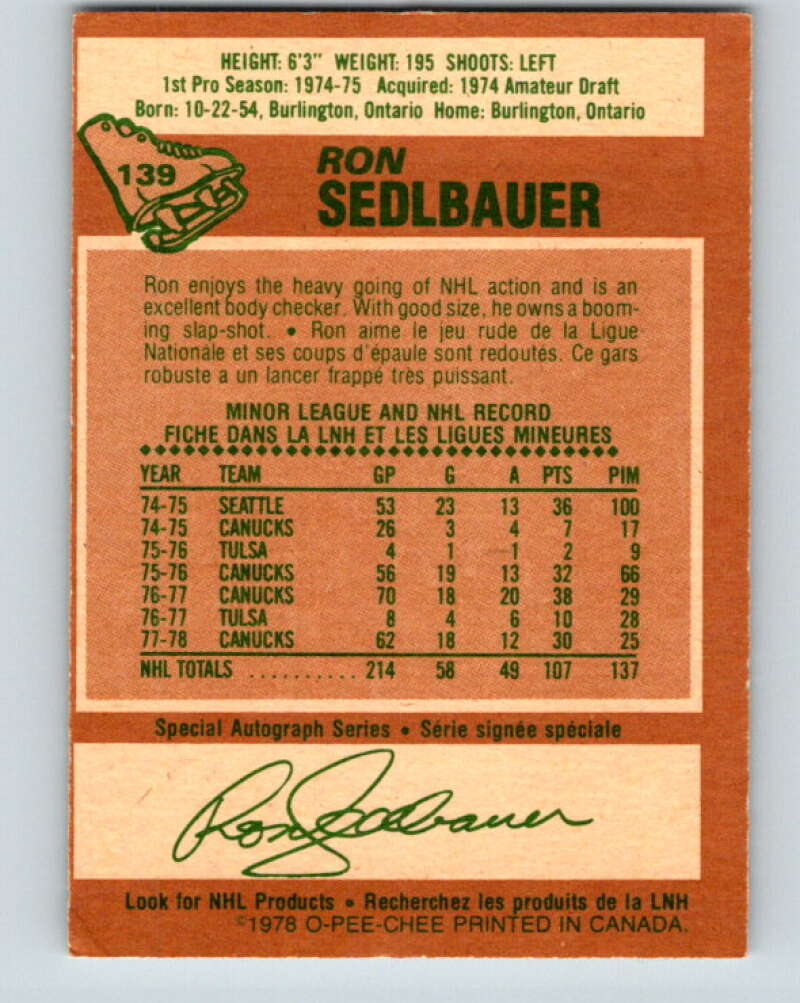 HEIGHT: 6'3" WEIGHT: 195 SHOOTS: LEFT
1st Pro Season: 1974-75 Acquired: 1974 Amateur Draft
Born: 10-22-54, Burlington, Ontario Home: Burlington, Ontario
139
RON
SEDLBAUER
Ron enjoys the heavy going of NHL action and is an
excellent body checker. With good size, he owns a boom-
ing slap-shot. • Ron aime le jeu rude de la Ligue
Nationale et ses coups d'épaule sont redoutés. Ce gars
robuste a un lancer frappé très puissant.
MINOR LEAGUE AND NHL RECORD
FICHE DANS LA LNH ET LES LIGUES MINEURES
YEAR TEAM GP G A PTS PIM
74-75 SEATTLE 53 23 13 36 100
74-75 CANUCKS 26 3 4 7 17
75-76 TULSA 4 1 1 2 9
75-76 CANUCKS 56 19 13 32 66
76-77 CANUCKS 70 18 20 38 29
76-77 TULSA 8 4 6 10 28
77-78 CANUCKS 62 18 12 30 25
NHL TOTALS .......... 214 58 49 107 137
Special Autograph Series • Série signée spéciale
Ron Sedlbauer
Look for NHL Products • Recherchez les produits de la LNH
©1978 O-PEE-CHEE PRINTED IN CANADA.